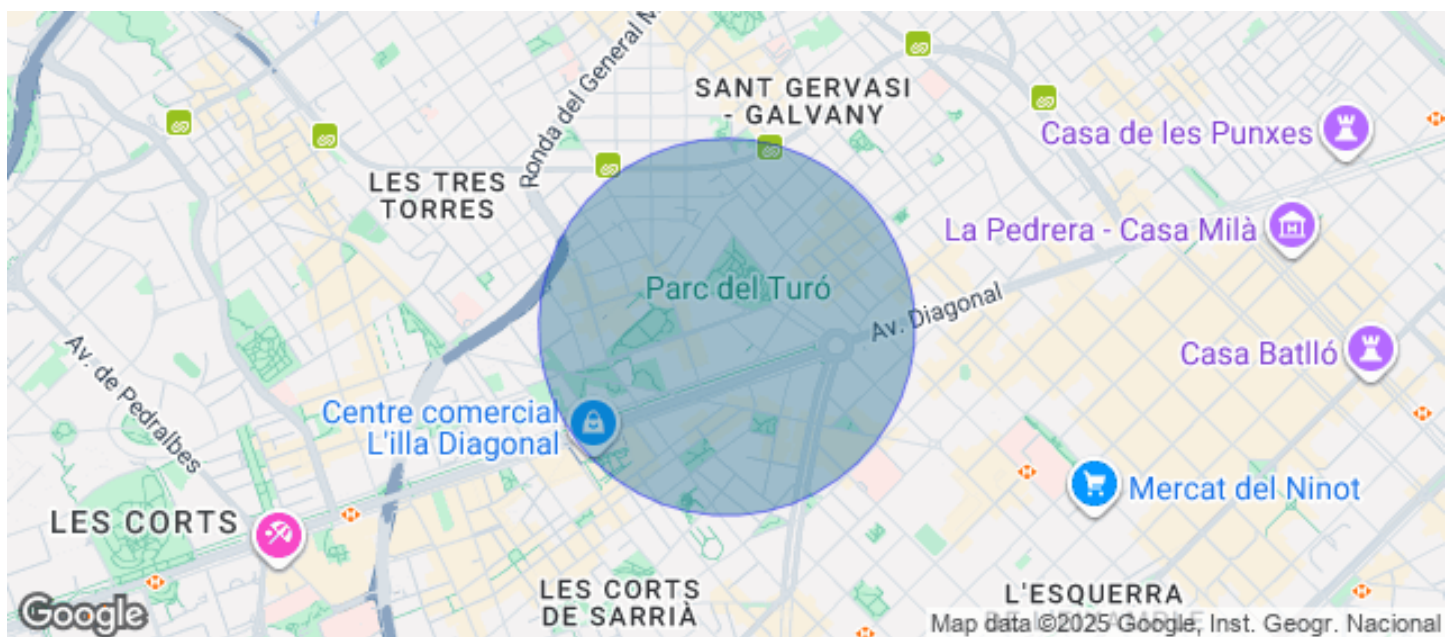 SANT GERVASI
- GALVANY
Ronda del General M
Casa de les Punxes
LES TRES
TORRES
La Pedrera - Casa Milà
Parc del Turó
Av. Diagonal
Av. de Pedralbes
Casa Batlló
Centre comercial
L'illa Diagonal
Mercat del Ninot
LES CORTS
LES CORTS
DE SARRIÀ
L'ESQUERRA
Google
Map data ©2025 Google, Inst. Geogr. Nacional